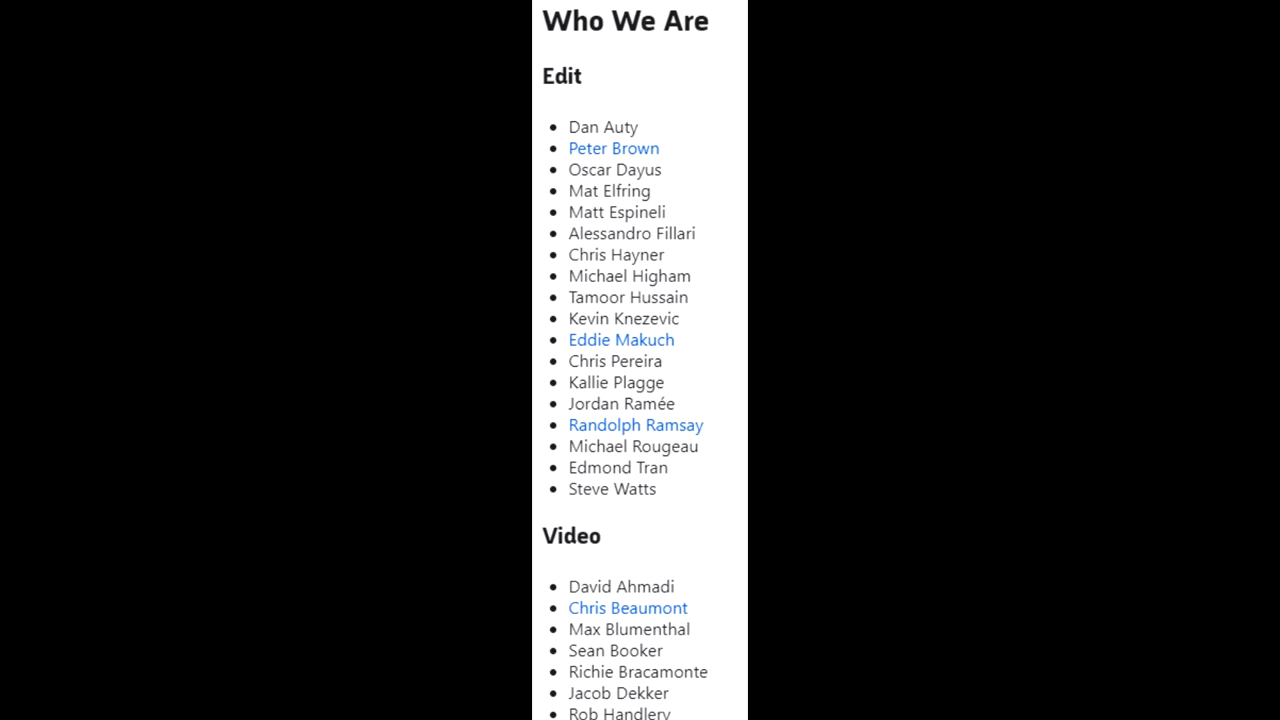 Who We Are
Edit
Dan Auty
Peter Brown
Oscar Dayus
Mat Elfring
Matt Espineli
Alessandro Fillari
Chris Hayner
Michael Higham
Tamoor Hussain
Kevin Knezevic
Eddie Makuch
Chris Pereira
Kallie Plagge
Jordan Ramée
Randolph Ramsay
Michael Rougeau
Edmond Tran
Steve Watts
Video
David Ahmadi
Chris Beaumont
Max Blumenthal
Sean Booker
Richie Bracamonte
Jacob Dekker
Rob Handlery